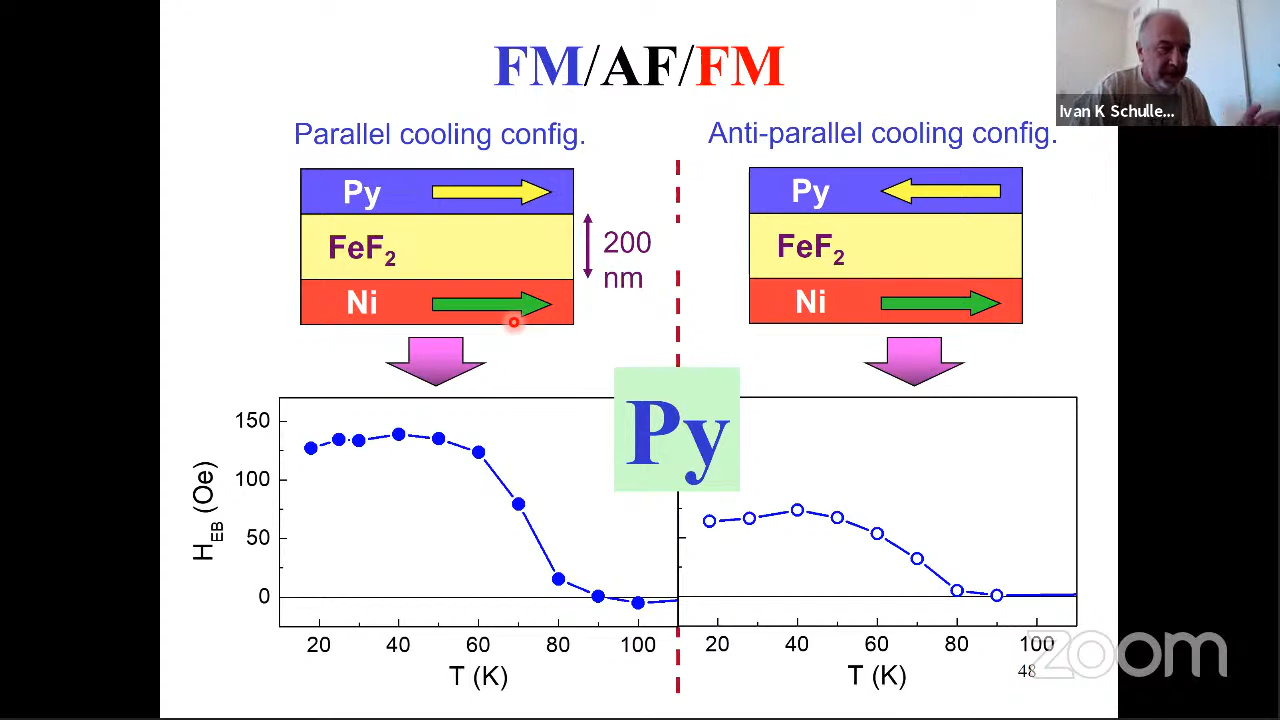 FM/AF/FM
Ivan K Schulle...
Parallel cooling config.
Anti-parallel cooling config.
Py
FeF2
Ni
200
nm
Py
FeF2
Ni
Py
150
100
50
0
HEB (Oe)
20 40 60 80 100
T (K)
20 40 60 80 100
T (K)
48
zoom